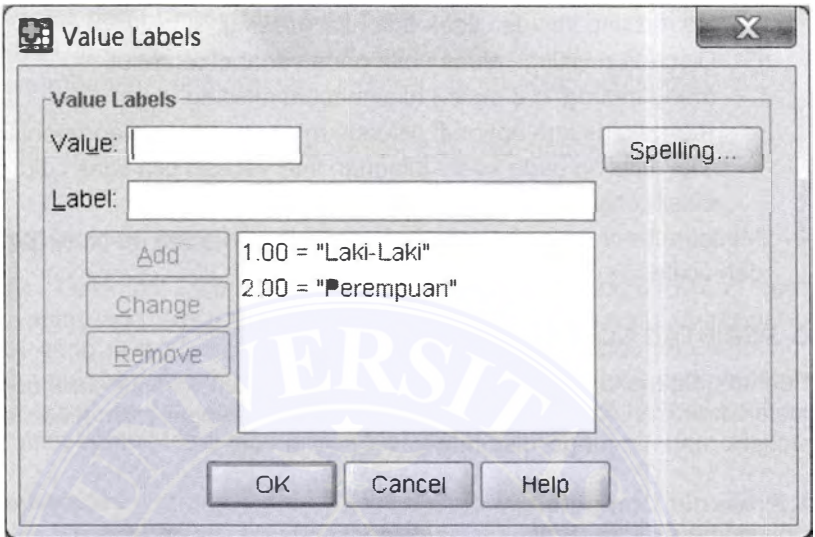 Value Labels
Value Labels
Value:
Spelling...
Label:
Add
1.00 = "Laki-Laki"
Change
2.00 = "Perempuan"
Remove
UNIVERSIT
OK
Cancel
Help